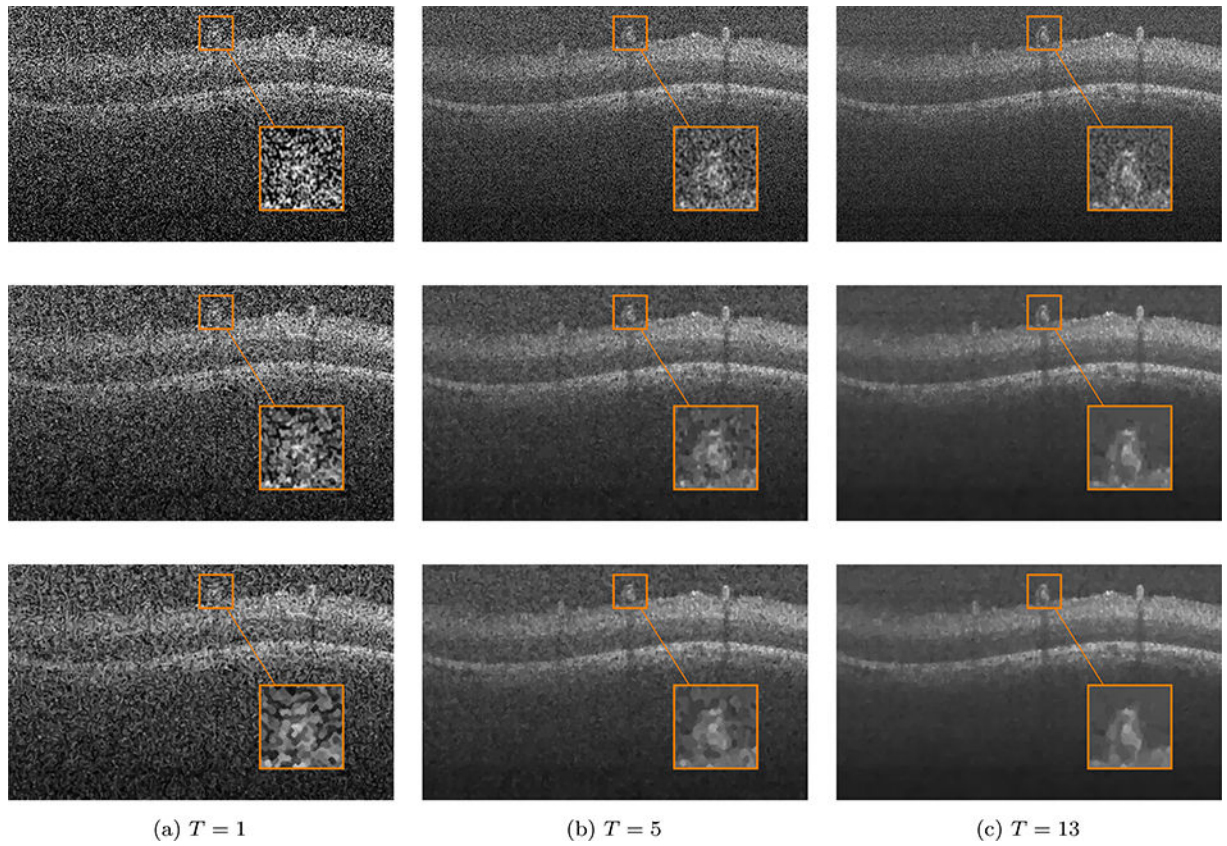 (a) T = 1
(b) T = 5
(c) T = 13